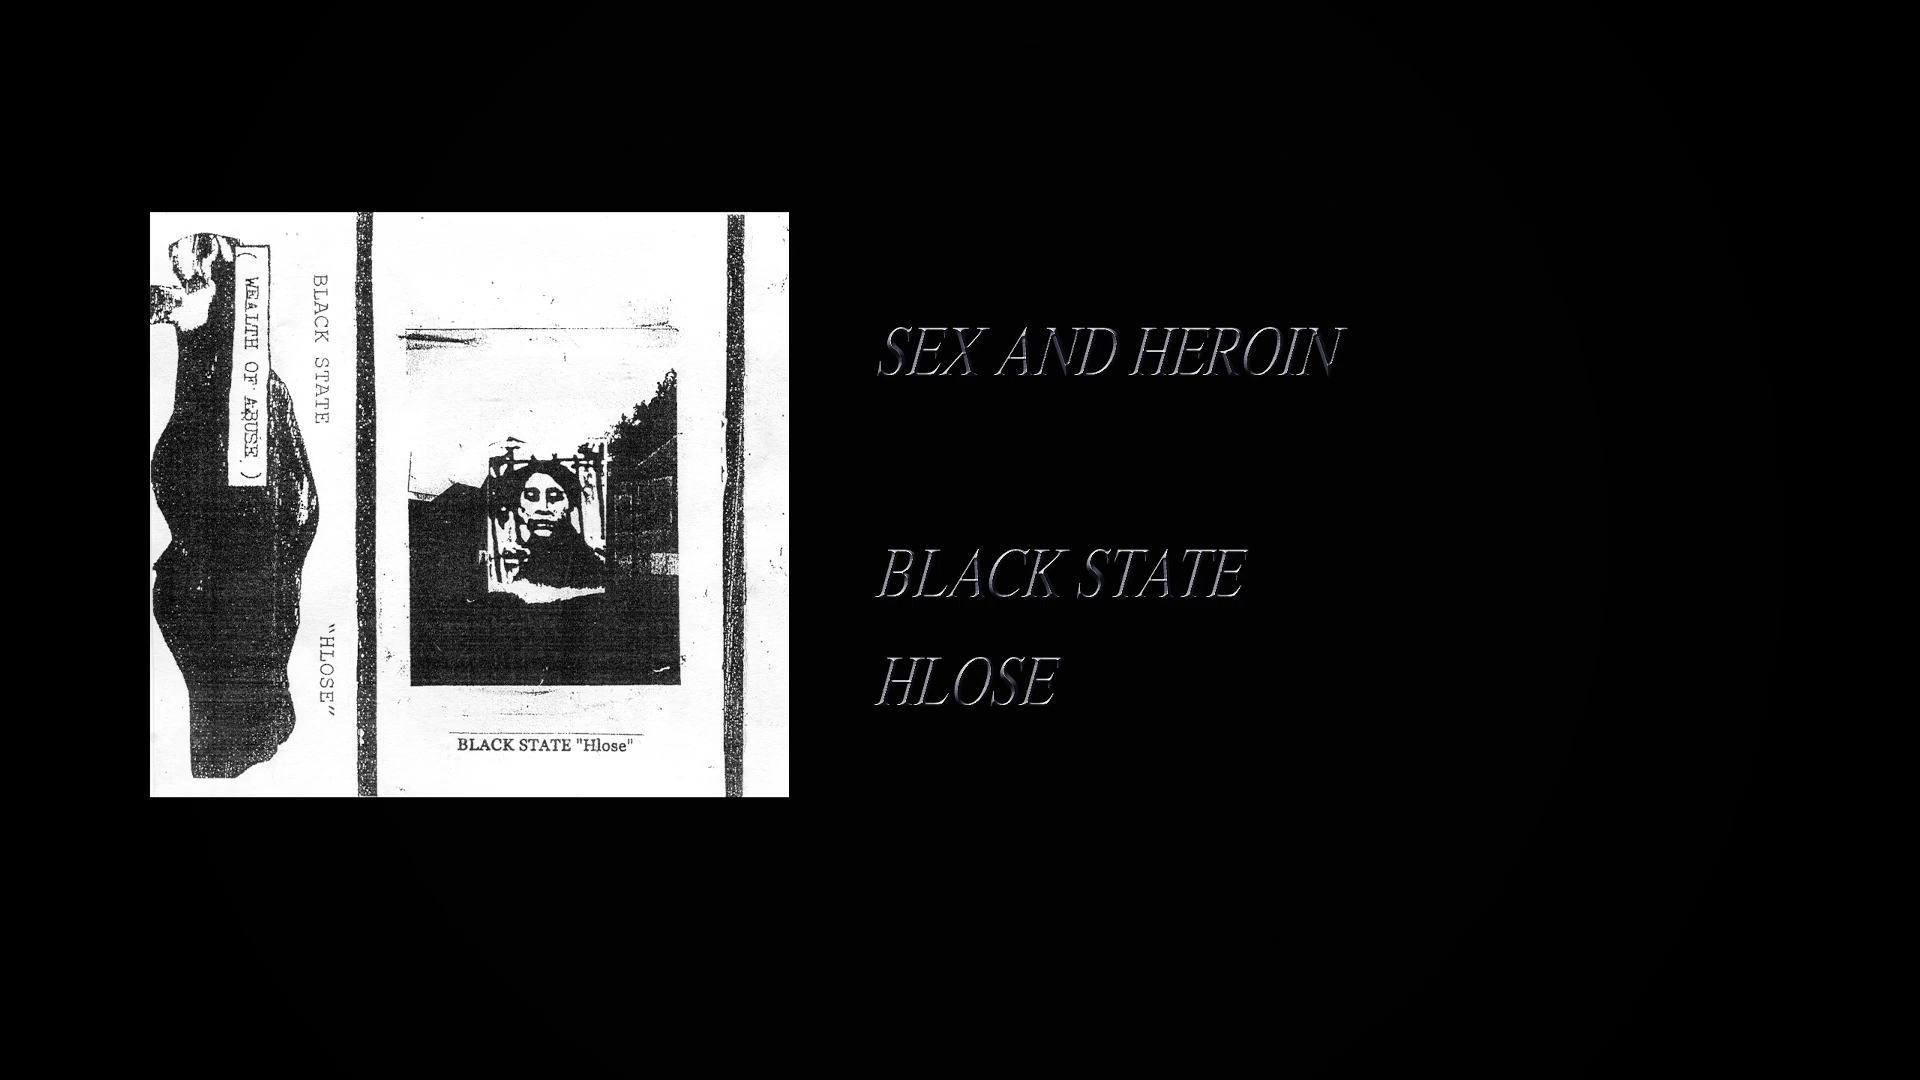 ( WEALTH OF ABUSE )
BLACK STATE
"HLOSE"
BLACK STATE "Hlose"
SEX AND HEROIN
BLACK STATE
HLOSE